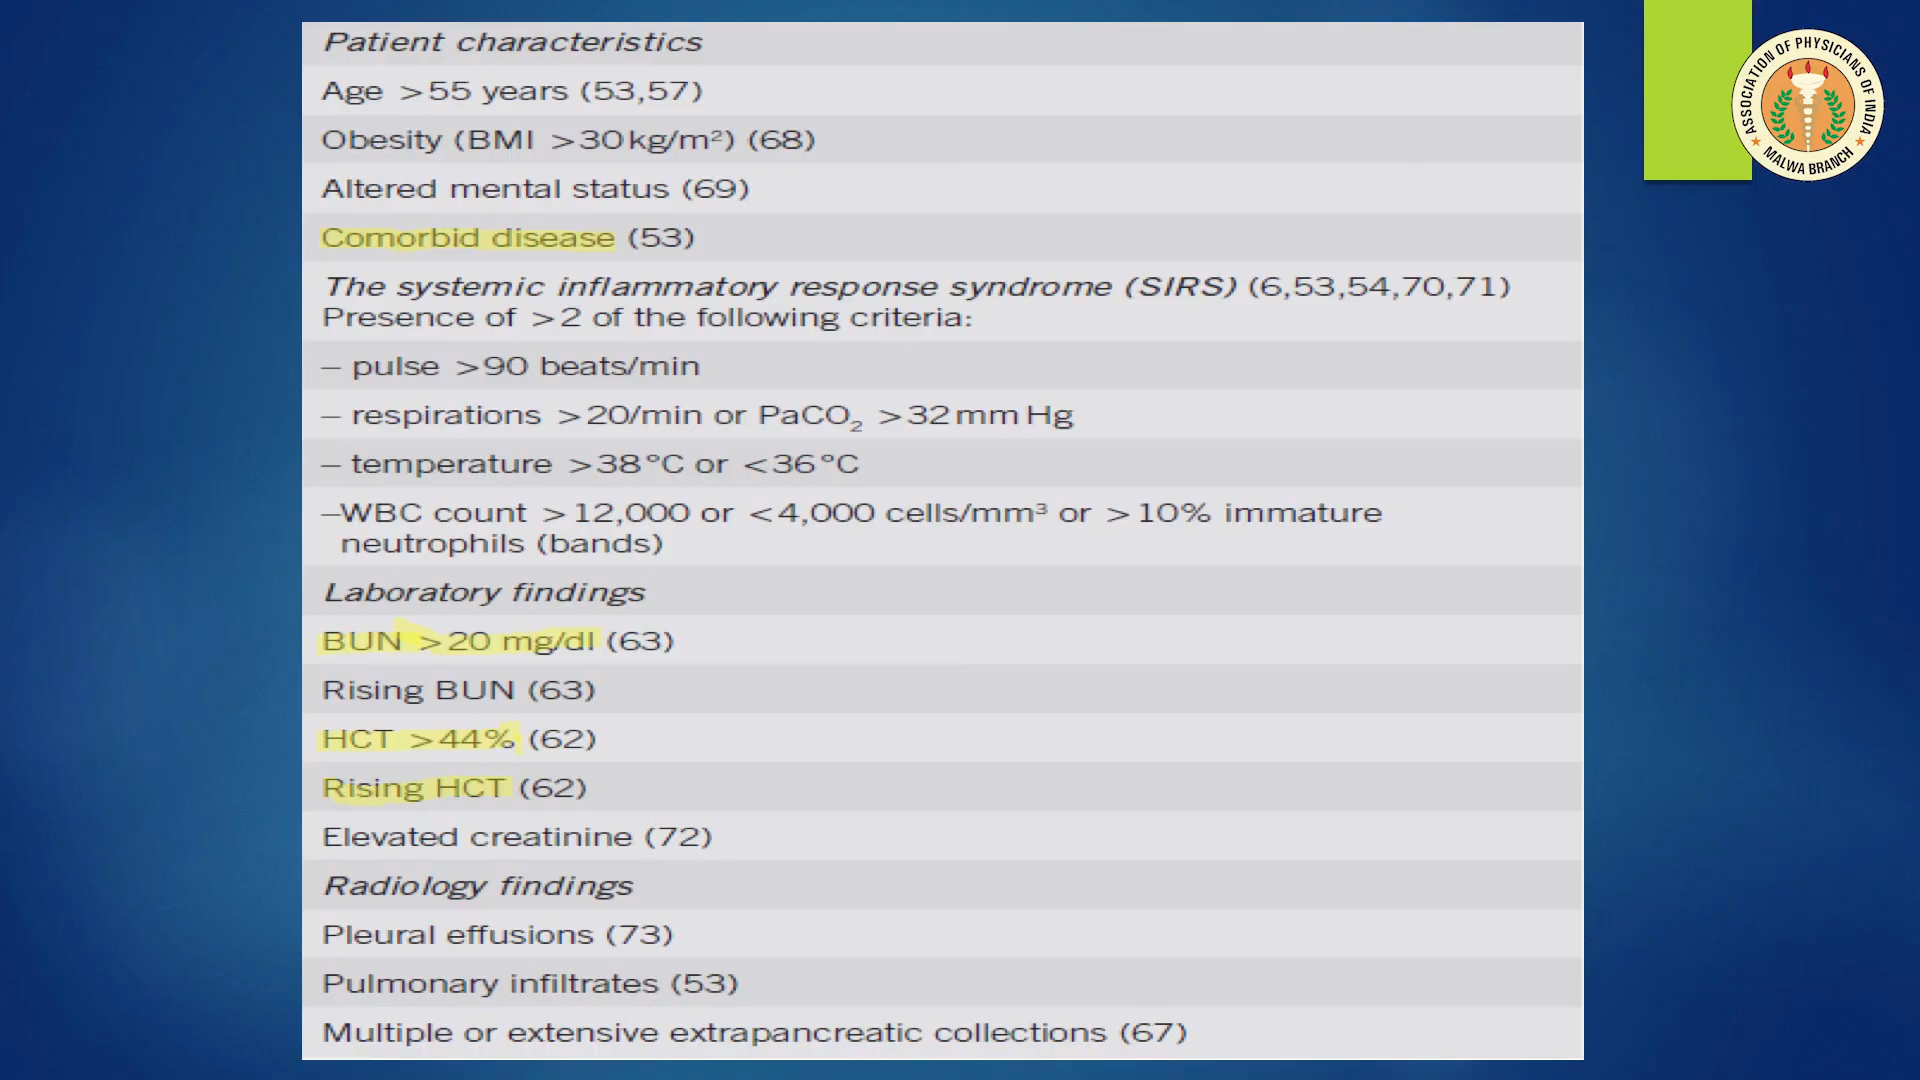 Patient characteristics
Age >55 years (53,57)
Obesity (BMI >30 kg/m²) (68)
Altered mental status (69)
Comorbid disease (53)
The systemic inflammatory response syndrome (SIRS) (6,53,54,70,71)
Presence of >2 of the following criteria:
– pulse >90 beats/min
– respirations >20/min or PaCO₂ >32 mm Hg
– temperature >38 °C or <36 °C
–WBC count >12,000 or <4,000 cells/mm³ or >10% immature
neutrophils (bands)
Laboratory findings
BUN >20 mg/dl (63)
Rising BUN (63)
HCT >44% (62)
Rising HCT (62)
Elevated creatinine (72)
Radiology findings
Pleural effusions (73)
Pulmonary infiltrates (53)
Multiple or extensive extrapancreatic collections (67)
ASSOCIATION OF PHYSICIANS OF INDIA
MALWA BRANCH